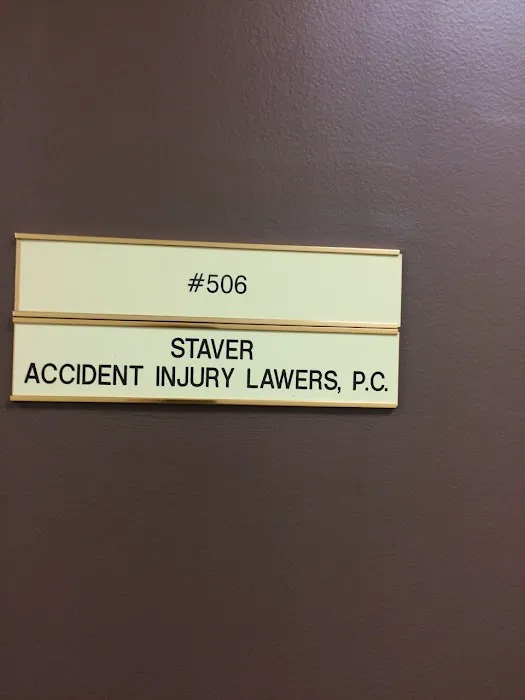 #506
STAVER
ACCIDENT INJURY LAWERS, P.C.